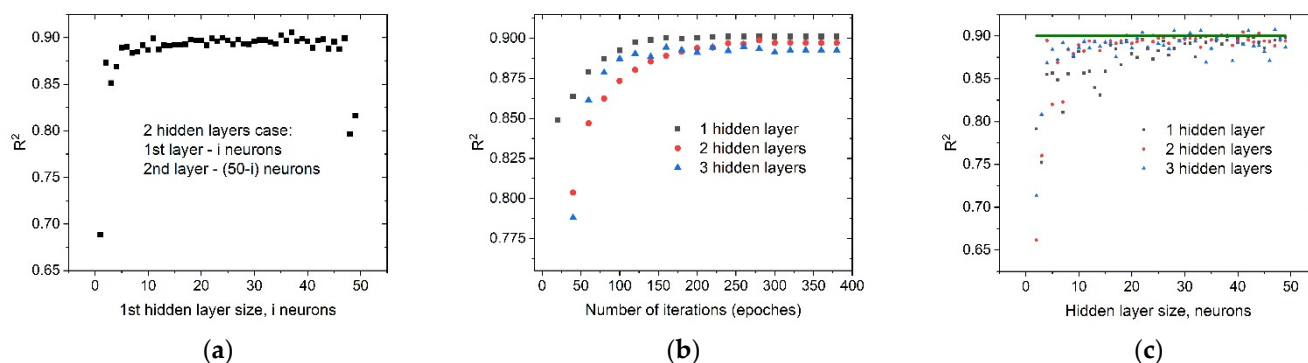 0.90
0.85
0.80
0.75
0.70
0.65
R²
2 hidden layers case:
1st layer - i neurons
2nd layer - (50-i) neurons
0 10 20 30 40 50
1st hidden layer size, i neurons
(a)
0.900
0.875
0.850
0.825
0.800
0.775
R²
1 hidden layer
2 hidden layers
3 hidden layers
0 50 100 150 200 250 300 350 400
Number of iterations (epoches)
(b)
0.90
0.85
0.80
0.75
0.70
0.65
R²
1 hidden layer
2 hidden layers
3 hidden layers
0 10 20 30 40 50
Hidden layer size, neurons
(c)